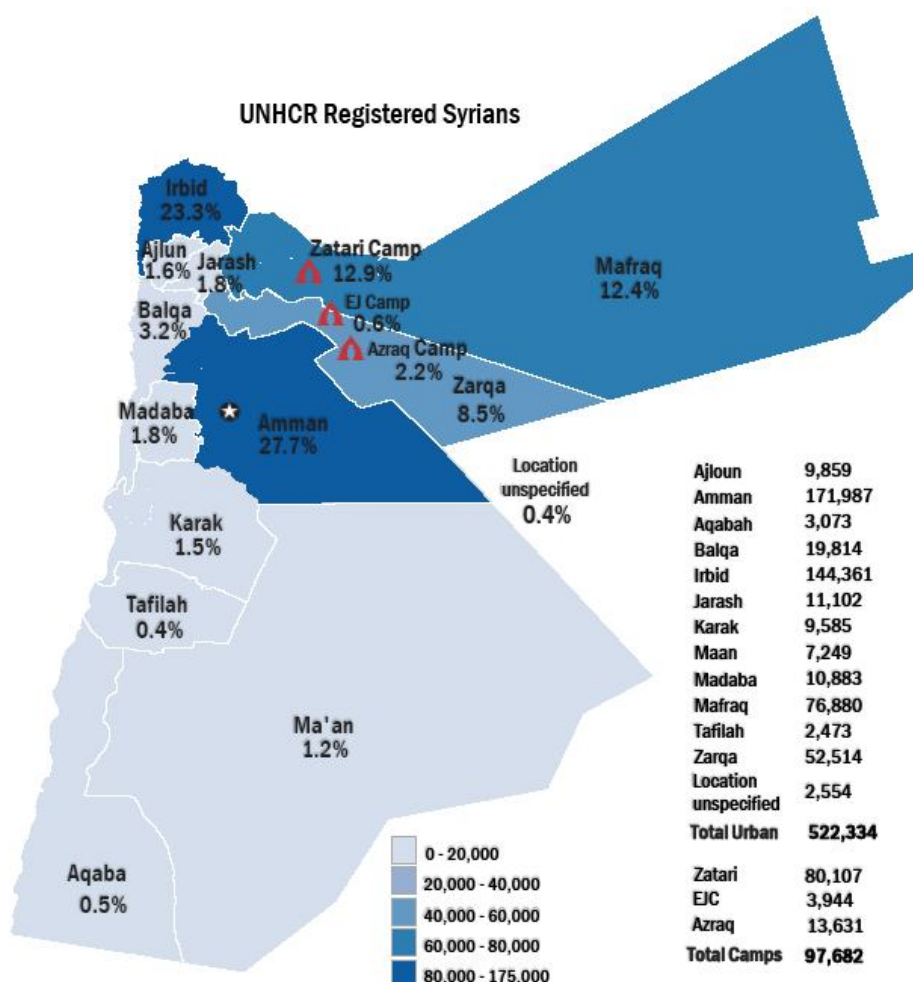 UNHCR Registered Syrians
Irbid
23.3%
Ajlun
1.6%
Jarash
1.8%
Zatari Camp
12.9%
Mafraq
12.4%
EJ Camp
0.6%
Balqa
3.2%
Azraq Camp
2.2%
Zarqa
8.5%
Madaba
1.8%
Amman
27.7%
Location
unspecified
0.4%
Karak
1.5%
Tafilah
0.4%
Ma'an
1.2%
Aqaba
0.5%
0 - 20,000
20,000 - 40,000
40,000 - 60,000
60,000 - 80,000
80,000 - 175,000
Ajloun 9,859
Amman 171,987
Aqabah 3,073
Balqa 19,814
Irbid 144,361
Jarash 11,102
Karak 9,585
Maan 7,249
Madaba 10,883
Mafraq 76,880
Tafilah 2,473
Zarqa 52,514
Location
unspecified 2,554
Total Urban 522,334
Zatari 80,107
EJC 3,944
Azraq 13,631
Total Camps 97,682